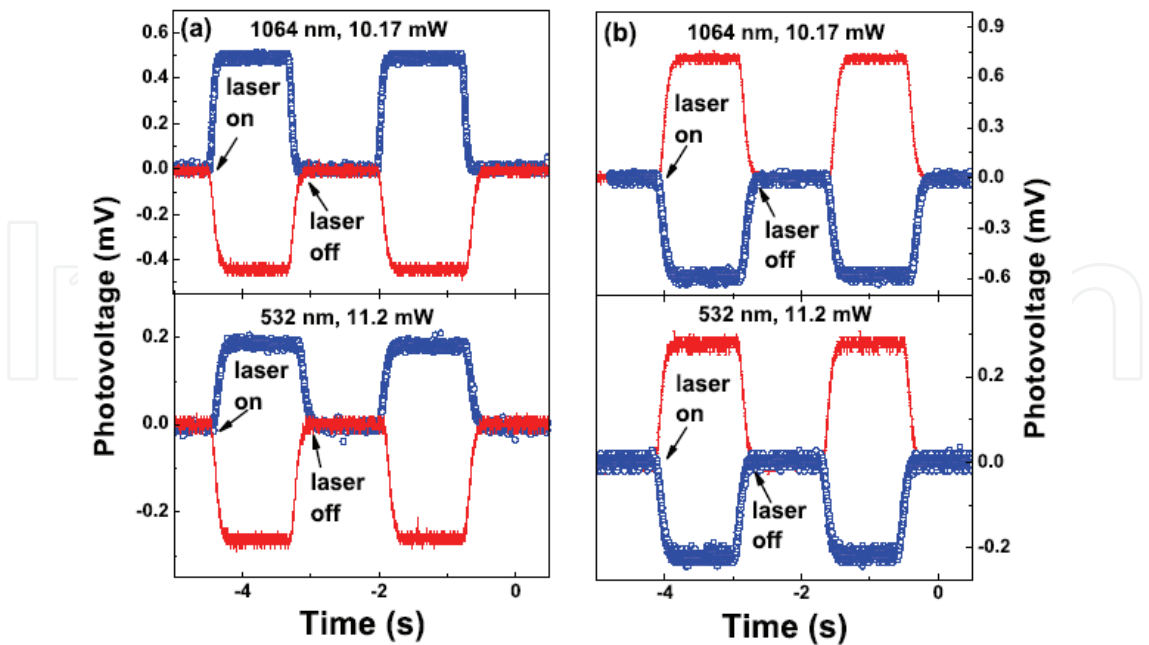 (a)
1064 nm, 10.17 mW
0.6
0.4
0.2
0.0
-0.2
-0.4
laser
on
laser
off
532 nm, 11.2 mW
0.2
0.0
-0.2
laser
on
laser
off
Photovoltage (mV)
-4
-2
0
Time (s)
(b)
1064 nm, 10.17 mW
0.9
0.6
0.3
0.0
-0.3
-0.6
laser
on
laser
off
532 nm, 11.2 mW
0.2
0.0
-0.2
laser
on
laser
off
Photovoltage (mV)
-4
-2
0
Time (s)